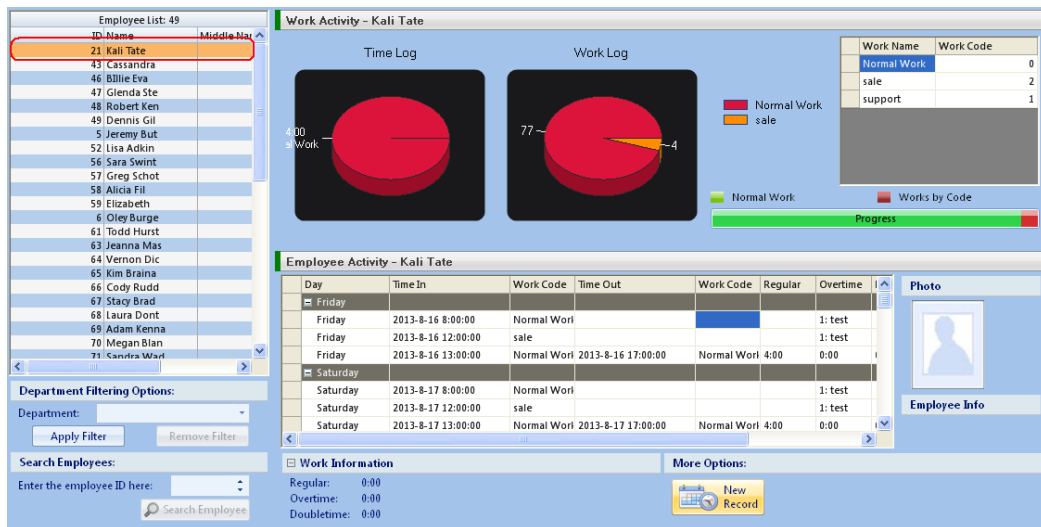 Employee List: 49
ID Name Middle Nar
21 Kali Tate
43 Cassandra
46 BIllie Eva
47 Glenda Ste
48 Robert Ken
49 Dennis Gil
5 Jeremy But
52 Lisa Adkin
56 Sara Swint
57 Greg Schot
58 Alicia Fil
59 Elizabeth
6 Oley Burge
61 Todd Hurst
63 Jeanna Mas
64 Vernon Dic
65 Kim Braina
66 Cody Rudd
67 Stacy Brad
68 Laura Dont
69 Adam Kenna
70 Megan Blan
71 Sandra Wad
Department Filtering Options:
Department:
Apply Filter Remove Filter
Search Employees:
Enter the employee ID here:
Search Employee
Work Activity - Kali Tate
Time Log Work Log
4:00
al Work
77
4
Normal Work
sale
Work Name Work Code
Normal Work 0
sale 2
support 1
Normal Work Works by Code
Progress
Employee Activity - Kali Tate
Day Time In Work Code Time Out Work Code Regular Overtime
Friday
Friday 2013-8-16 8:00:00 Normal Worl 1: test
Friday 2013-8-16 12:00:00 sale 1: test
Friday 2013-8-16 13:00:00 Normal Worl 2013-8-16 17:00:00 Normal Worl 4:00 0:00
Saturday
Saturday 2013-8-17 8:00:00 Normal Worl 1: test
Saturday 2013-8-17 12:00:00 sale 1: test
Saturday 2013-8-17 13:00:00 Normal Worl 2013-8-17 17:00:00 Normal Worl 4:00 0:00
Photo
Employee Info
Work Information
Regular: 0:00
Overtime: 0:00
Doubletime: 0:00
More Options:
New
Record